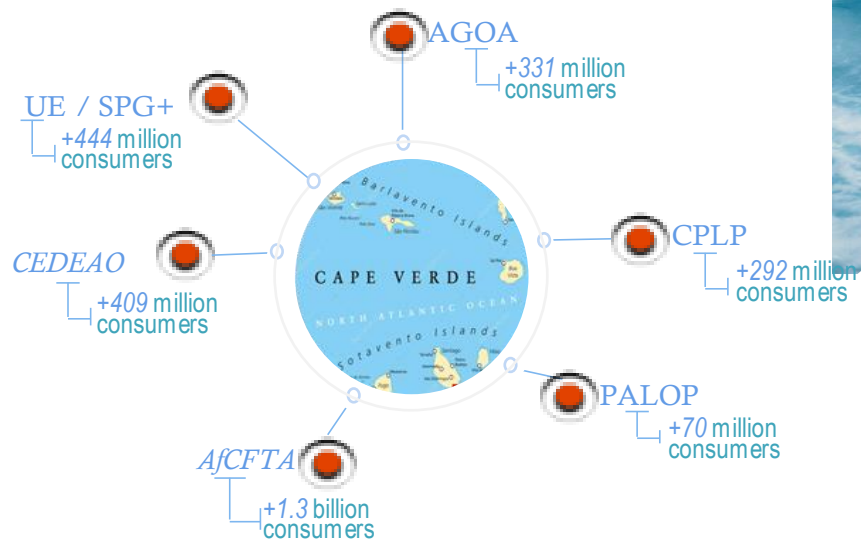 AGOA
+331 million
consumers
UE / SPG+
+444 million
consumers
CPLP
+292 million
consumers
CEDEAO
+409 million
consumers
PALOP
+70 million
consumers
AfCFTA
+1.3 billion
consumers
Barlavento Islands
CAPE VERDE
NORTH ATLANTIC OCEAN
Sotavento Islands
Santiago